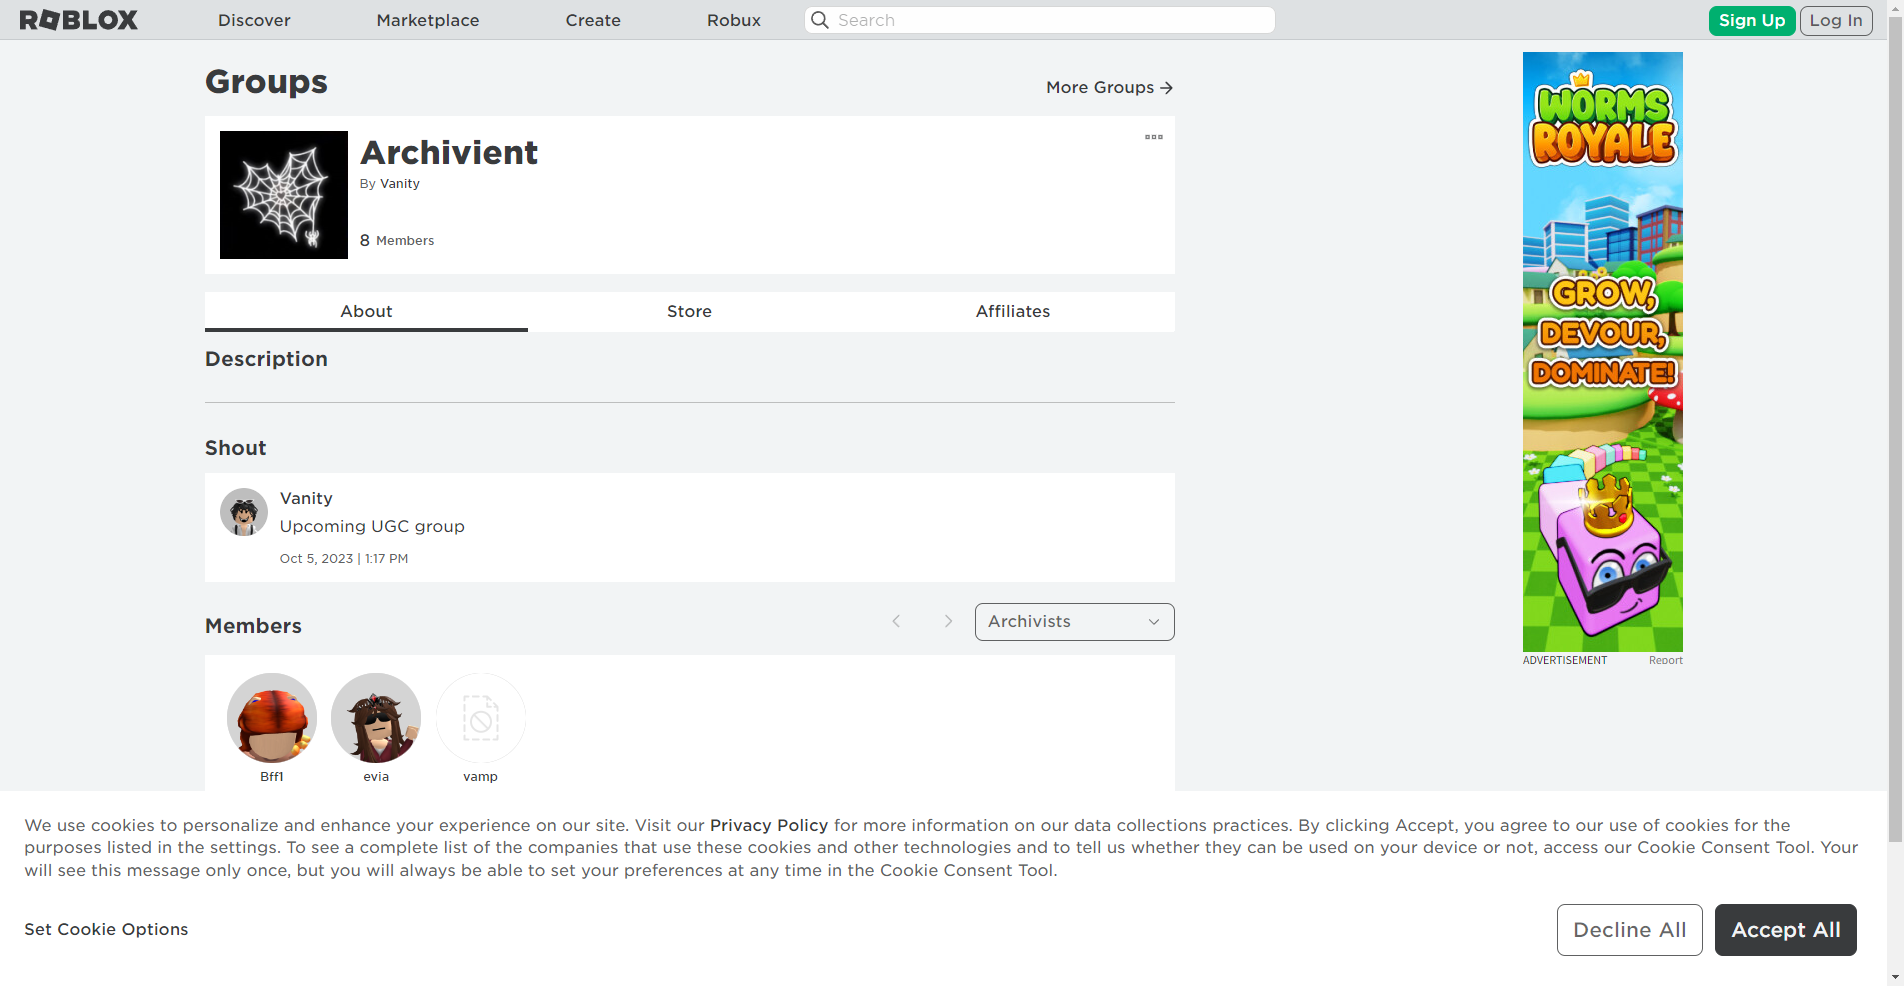 ROBLOX
Discover
Marketplace
Create
Robux
Search
Sign Up
Log In
Groups
More Groups
Archivient
By Vanity
8 Members
About
Store
Affiliates
Description
Shout
Vanity
Upcoming UGC group
Oct 5, 2023 | 1:17 PM
Members
Archivists
Bff1
evia
vamp
WORMS
ROYALE
GROW,
DEVOUR,
DOMINATE!
ADVERTISEMENT
Report
We use cookies to personalize and enhance your experience on our site. Visit our Privacy Policy for more information on our data collections practices. By clicking Accept, you agree to our use of cookies for the
purposes listed in the settings. To see a complete list of the companies that use these cookies and other technologies and to tell us whether they can be used on your device or not, access our Cookie Consent Tool. Your
will see this message only once, but you will always be able to set your preferences at any time in the Cookie Consent Tool.
Set Cookie Options
Decline All
Accept All